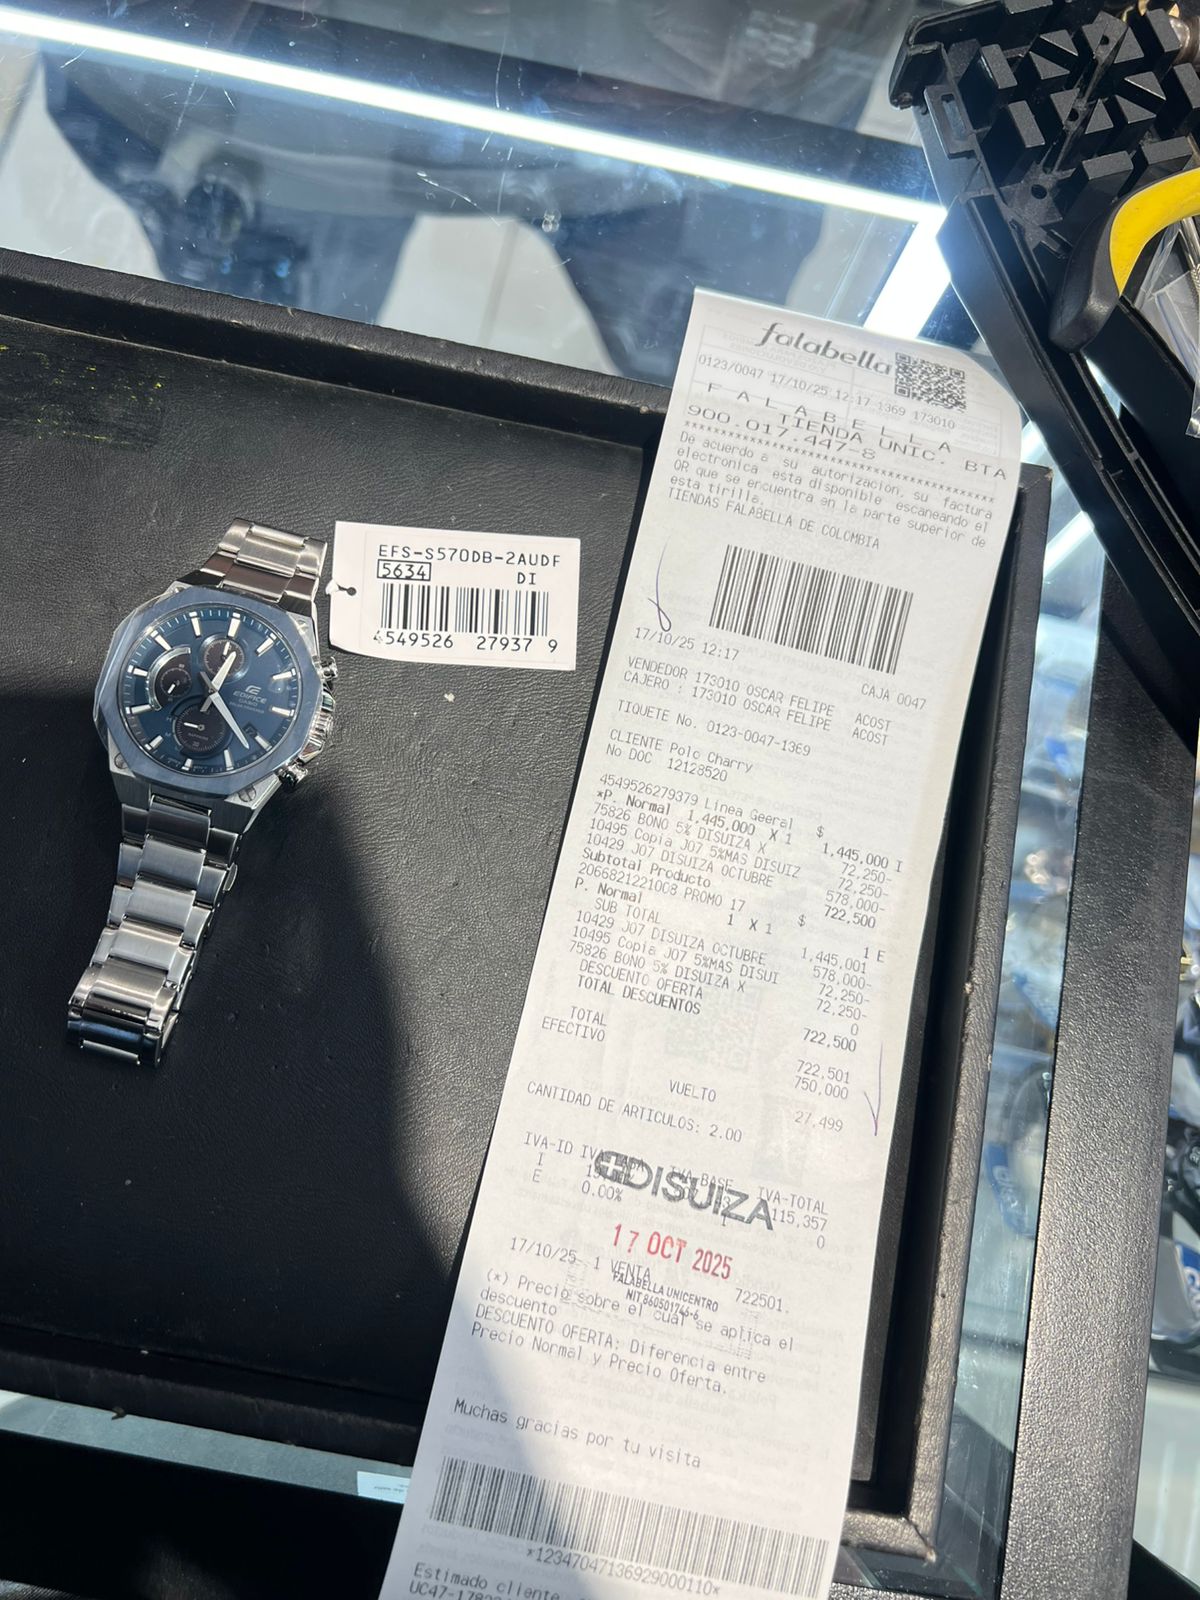 EFS-S570DB-2AUDF
5634 DI
4549526 27937 9
EDIFICE
CASIO
falabella
0123/0047 17/10/25 12:17 1369 173010
F A L A B E L L A
TIENDA UNIC. BTA
900.017.447-8
****************************************
De acuerdo a su autorización, su factura
electronica esta disponible escaneando el
QR que se encuentra en la parte superior de
esta tirilla.
TIENDAS FALABELLA DE COLOMBIA
17/10/25 12:17 CAJA 0047
VENDEDOR 173010 OSCAR FELIPE ACOST
CAJERO : 173010 OSCAR FELIPE ACOST
TIQUETE No. 0123-0047-1369
CLIENTE Polo Charry
No DOC 12128520
4549526279379 Linea Geeral $
*P. Normal 1,445,000 X 1 1,445,000 I
75826 BONO 5% DISUIZA X 72,250-
10495 Copia J07 5%MAS DISUIZ 72,250-
10429 J07 DISUIZA OCTUBRE 578,000-
Subtotal Producto $ 722,500
2066821221008 PROMO 17
P. Normal 1 X 1 1 E
SUB TOTAL 1,445,001
10429 J07 DISUIZA OCTUBRE 578,000-
10495 Copia J07 5%MAS DISUI 72,250-
75826 BONO 5% DISUIZA X 72,250-
DESCUENTO OFERTA 0
TOTAL DESCUENTOS 722,500
TOTAL 722,501
EFECTIVO 750,000
VUELTO 27,499
CANTIDAD DE ARTICULOS: 2.00
IVA-ID IVA-BASE IVA-TOTAL
I 115,357
E 0.00% 1 0
DISUIZA
17 OCT 2025
FALABELLA UNICENTRO
NIT 860501746-6
17/10/25 1 VENTA 722501.
(*) Precio sobre el cual se aplica el
descuento
DESCUENTO OFERTA: Diferencia entre
Precio Normal y Precio Oferta.
Muchas gracias por tu visita
*12347047136929000110*
Estimado cliente